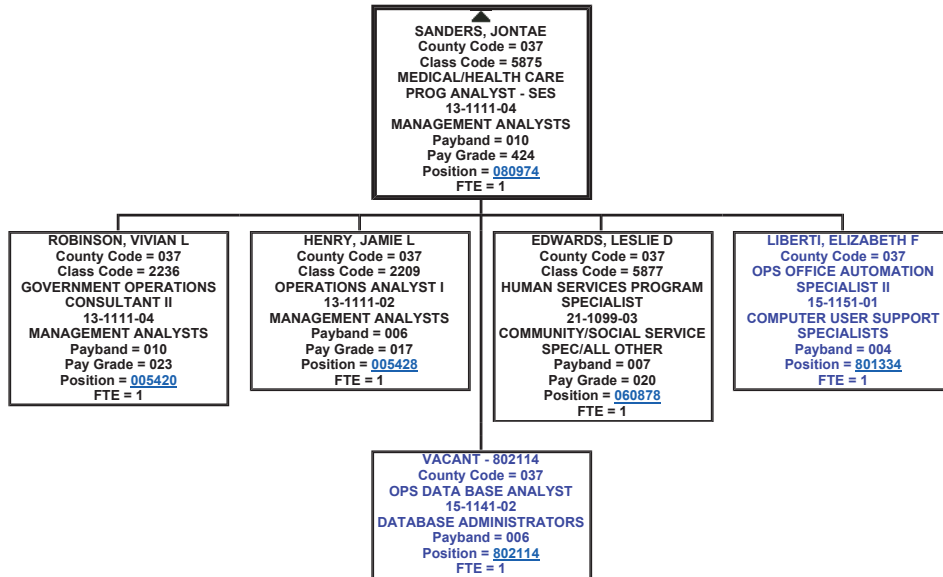 SANDERS, JONTAE
County Code = 037
Class Code = 5875
MEDICAL/HEALTH CARE
PROG ANALYST - SES
13-1111-04
MANAGEMENT ANALYSTS
Payband = 010
Pay Grade = 424
Position = 080974
FTE = 1
ROBINSON, VIVIAN L
County Code = 037
Class Code = 2236
GOVERNMENT OPERATIONS
CONSULTANT II
13-1111-04
MANAGEMENT ANALYSTS
Payband = 010
Pay Grade = 023
Position = 005420
FTE = 1
HENRY, JAMIE L
County Code = 037
Class Code = 2209
OPERATIONS ANALYST I
13-1111-02
MANAGEMENT ANALYSTS
Payband = 006
Pay Grade = 017
Position = 005428
FTE = 1
EDWARDS, LESLIE D
County Code = 037
Class Code = 5877
HUMAN SERVICES PROGRAM
SPECIALIST
21-1099-03
COMMUNITY/SOCIAL SERVICE
SPEC/ALL OTHER
Payband = 007
Pay Grade = 020
Position = 060878
FTE = 1
LIBERTI, ELIZABETH F
County Code = 037
OPS OFFICE AUTOMATION
SPECIALIST II
15-1151-01
COMPUTER USER SUPPORT
SPECIALISTS
Payband = 004
Position = 801334
FTE = 1
VACANT - 802114
County Code = 037
OPS DATA BASE ANALYST
15-1141-02
DATABASE ADMINISTRATORS
Payband = 006
Position = 802114
FTE = 1